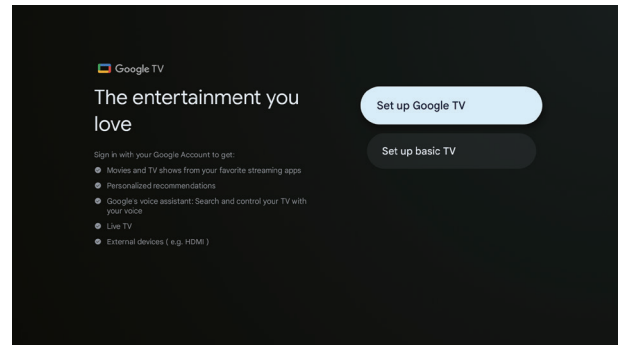 Google TV
The entertainment you
love
Sign in with your Google Account to get:
Movies and TV shows from your favorite streaming apps
Personalized recommendations
Google's voice assistant: Search and control your TV with
your voice
Live TV
External devices ( e.g. HDMI )
Set up Google TV
Set up basic TV